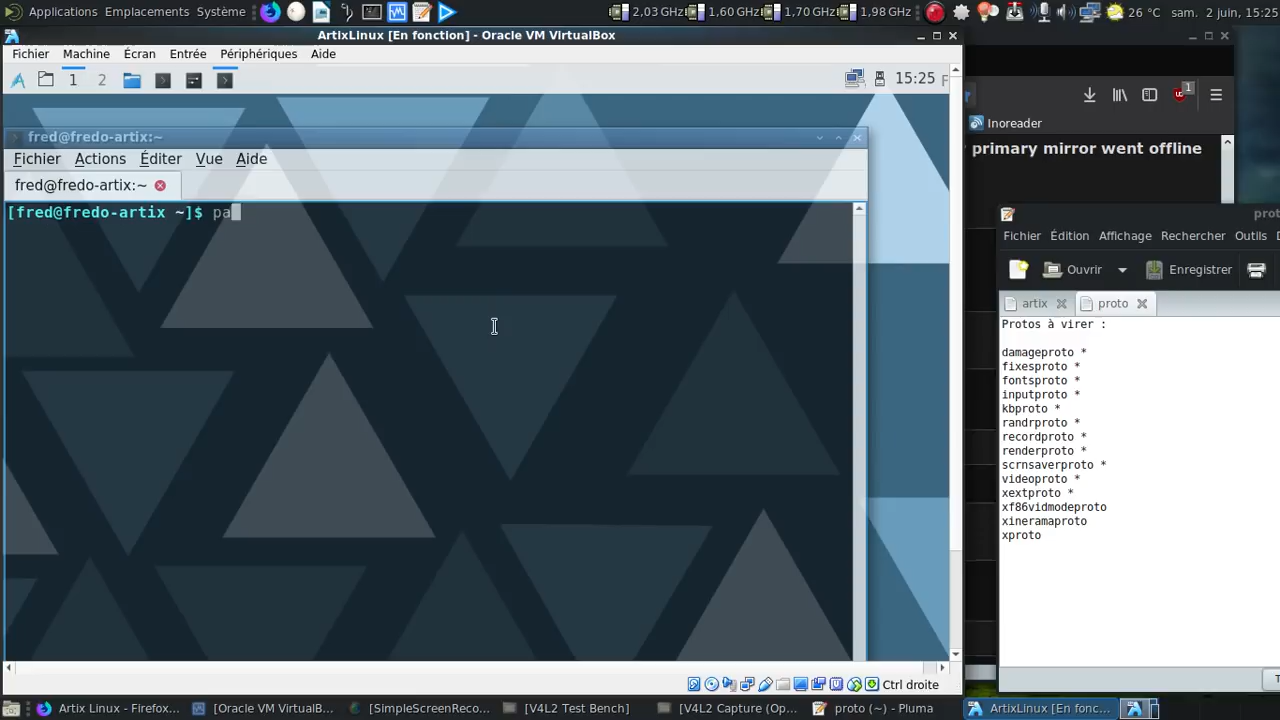 Applications Emplacements Système 2,03 GHz 1,60 GHz 1,70 GHz 1,98 GHz 26 °C sam. 2 juin, 15:25
ArtixLinux [En fonction] - Oracle VM VirtualBox
Fichier Machine Écran Entrée Périphériques Aide
1 2 15:25 F
fred@fredo-artix:~
Fichier Actions Éditer Vue Aide
fred@fredo-artix:~
[fred@fredo-artix ~]$ pa
Ctrl droite
1
Inoreader
primary mirror went offline
prot
Fichier Édition Affichage Rechercher Outils
Ouvrir Enregistrer
artix proto
Protos à virer :
damageproto *
fixesproto *
fontsproto *
inputproto *
kbproto *
randrproto *
recordproto *
renderproto *
scrnsaverproto *
videoproto *
xextproto *
xf86vidmodeproto
xineramaproto
xproto
Artix Linux - Firefox... [Oracle VM VirtualB... [SimpleScreenReco... [V4L2 Test Bench] [V4L2 Capture (Op... proto (~) - Pluma ArtixLinux [En fonc...